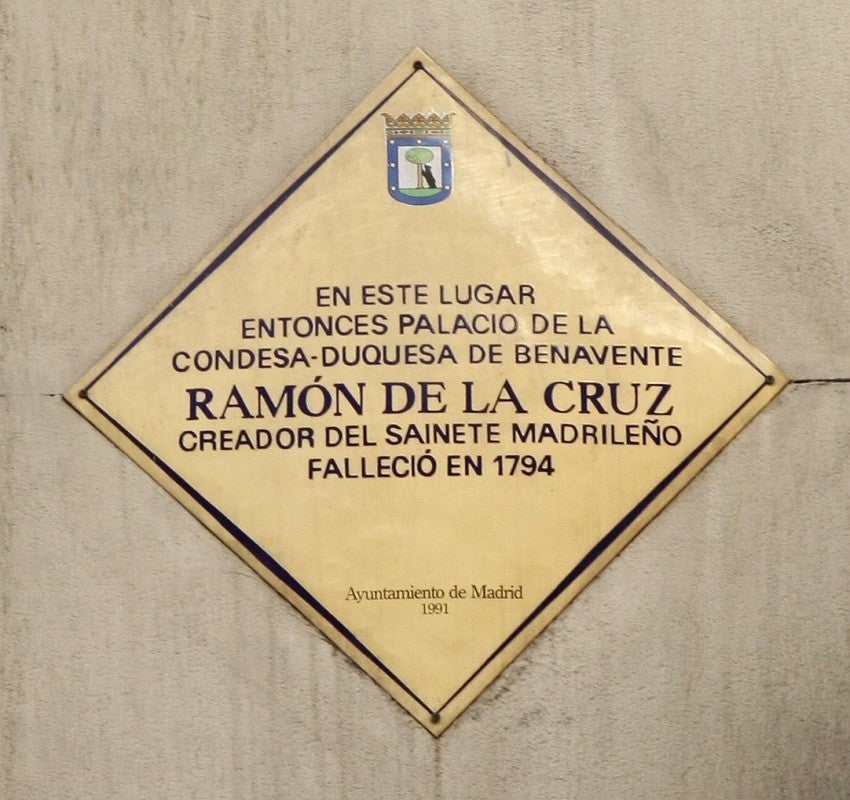 EN ESTE LUGAR
ENTONCES PALACIO DE LA
CONDESA-DUQUESA DE BENAVENTE
RAMÓN DE LA CRUZ
CREADOR DEL SAINETE MADRILEÑO
FALLECIÓ EN 1794
Ayuntamiento de Madrid
1991